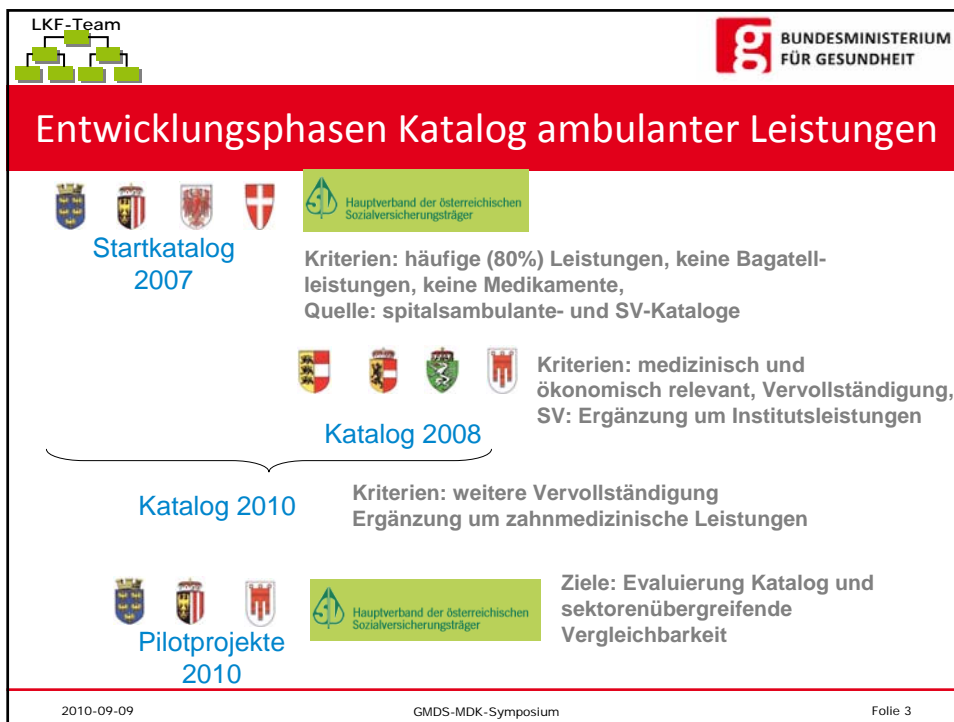 LKF-Team
BUNDESMINISTERIUM
FÜR GESUNDHEIT
Entwicklungsphasen Katalog ambulanter Leistungen
Hauptverband der österreichischen
Sozialversicherungsträger
Startkatalog
2007
Kriterien: häufige (80%) Leistungen, keine Bagatell-
leistungen, keine Medikamente,
Quelle: spitalsambulante- und SV-Kataloge
Kriterien: medizinisch und
ökonomisch relevant, Vervollständigung,
SV: Ergänzung um Institutsleistungen
Katalog 2008
Katalog 2010
Kriterien: weitere Vervollständigung
Ergänzung um zahnmedizinische Leistungen
Pilotprojekte
2010
Hauptverband der österreichischen
Sozialversicherungsträger
Ziele: Evaluierung Katalog und
sektorenübergreifende
Vergleichbarkeit
2010-09-09
GMDS-MDK-Symposium
Folie 3